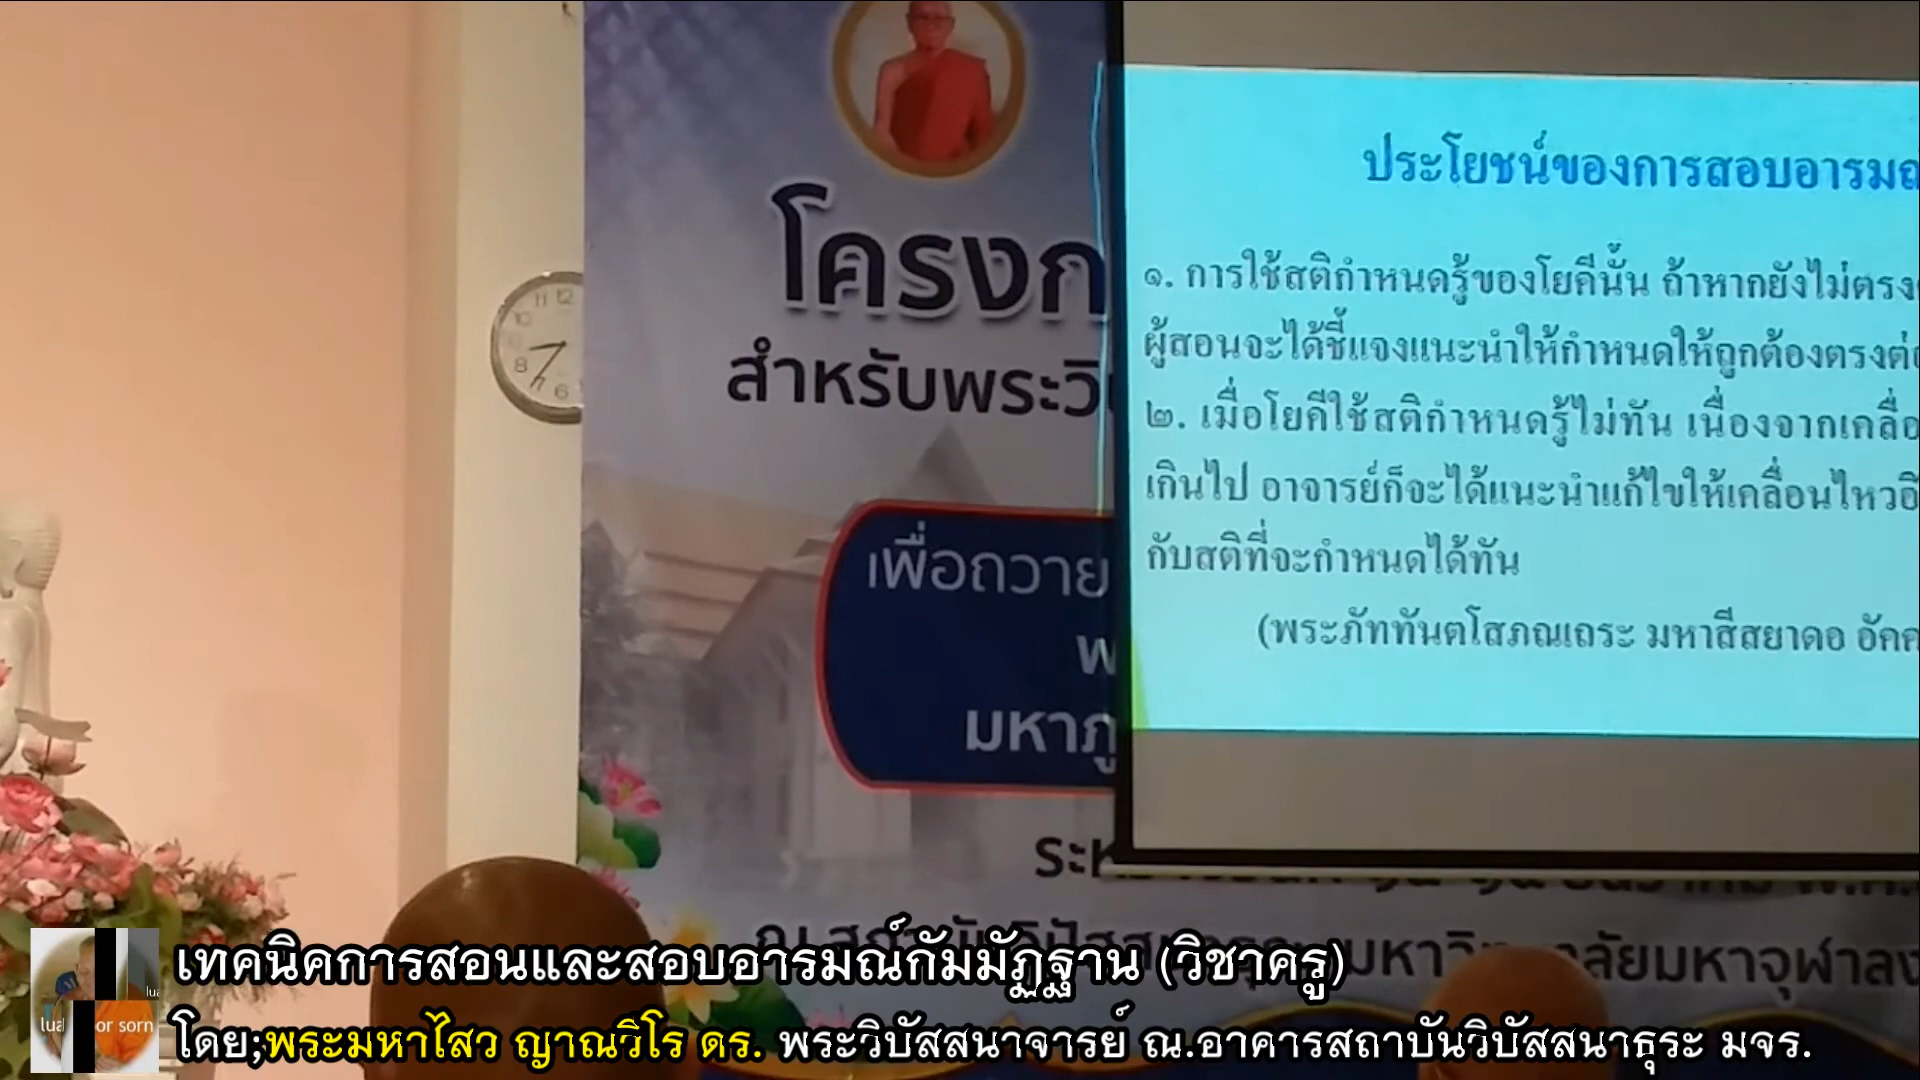 โครงก
สำหรับพระวิ
เพื่อถวาย
มหาภู
ประโยชน์ของการสอบอารมณ
๑. การใช้สติกำหนดรู้ของโยคีนั้น ถ้าหากยังไม่ตรง
ผู้สอนจะได้ชี้แจงแนะนำให้กำหนดให้ถูกต้องตรงต่อ
๒. เมื่อโยคีใช้สติกำหนดรู้ไม่ทัน เนื่องจากเคลื่อ
เกินไป อาจารย์ก็จะได้แนะนำแก้ไขให้เคลื่อนไหวอิ
กับสติที่จะกำหนดได้ทัน
(พระภัททันตโสภณเถระ มหาสีสยาดอ อัคค
11 12
10
8
7 6
เทคนิคการสอนและสอบอารมณ์กัมมัฏฐาน (วิชาครู)
โดย;พระมหาไสว ญาณวีโร ดร. พระวิปัสสนาจารย์ ณ.อาคารสถาบันวิปัสสนาธุระ มจร.
or sorn